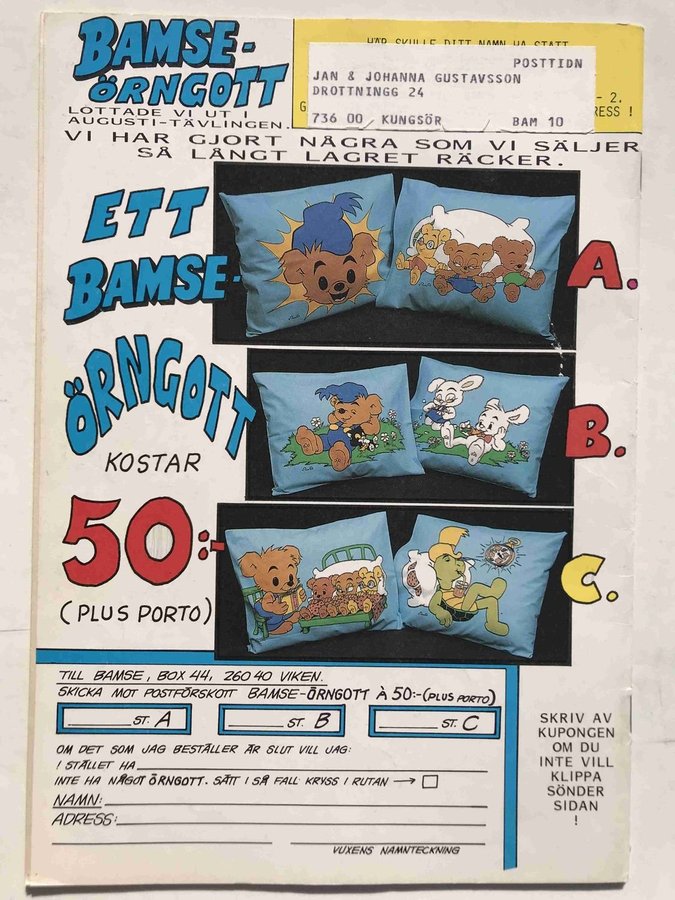 BAMSE-
ÖRNGOTT
LOTTADE VI UT I
AUGUSTI-TÄVLINGEN.
HÄR SKULLE DITT NAMN HA STATT
POSTTIDN
JAN & JOHANNA GUSTAVSSON
DROTTNINGG 24
736 00 KUNGSÖR BAM 10
- 2.
G
RESS !
VI HAR GJORT NÅGRA SOM VI SÄLJER
SÅ LÅNGT LAGRET RÄCKER.
ETT
BAMSE-
ÖRNGOTT
KOSTAR
50:-
(PLUS PORTO)
A.
B.
C.
TILL BAMSE, BOX 44, 260 40 VIKEN.
SKICKA MOT POSTFÖRSKOTT BAMSE-ÖRNGOTT À 50:-(PLUS PORTO)
ST. A ST. B ST. C
OM DET SOM JAG BESTÄLLER ÄR SLUT VILL JAG:
I STÄLLET HA
INTE HA NÅGOT ÖRNGOTT. SÄTT I SÅ FALL KRYSS I RUTAN →
NAMN:
ADRESS:
VUXENS NAMNTECKNING
SKRIV AV
KUPONGEN
OM DU
INTE VILL
KLIPPA
SÖNDER
SIDAN
!